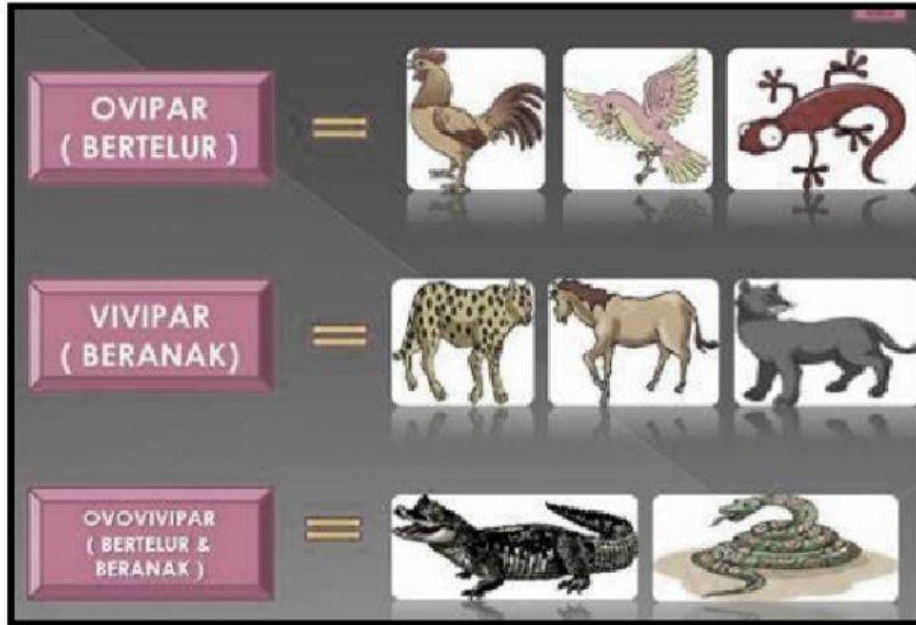 OVIPAR
( BERTELUR )
=
VIVIPAR
( BERANAK)
=
OVOVIVIPAR
( BERTELUR &
BERANAK )
=